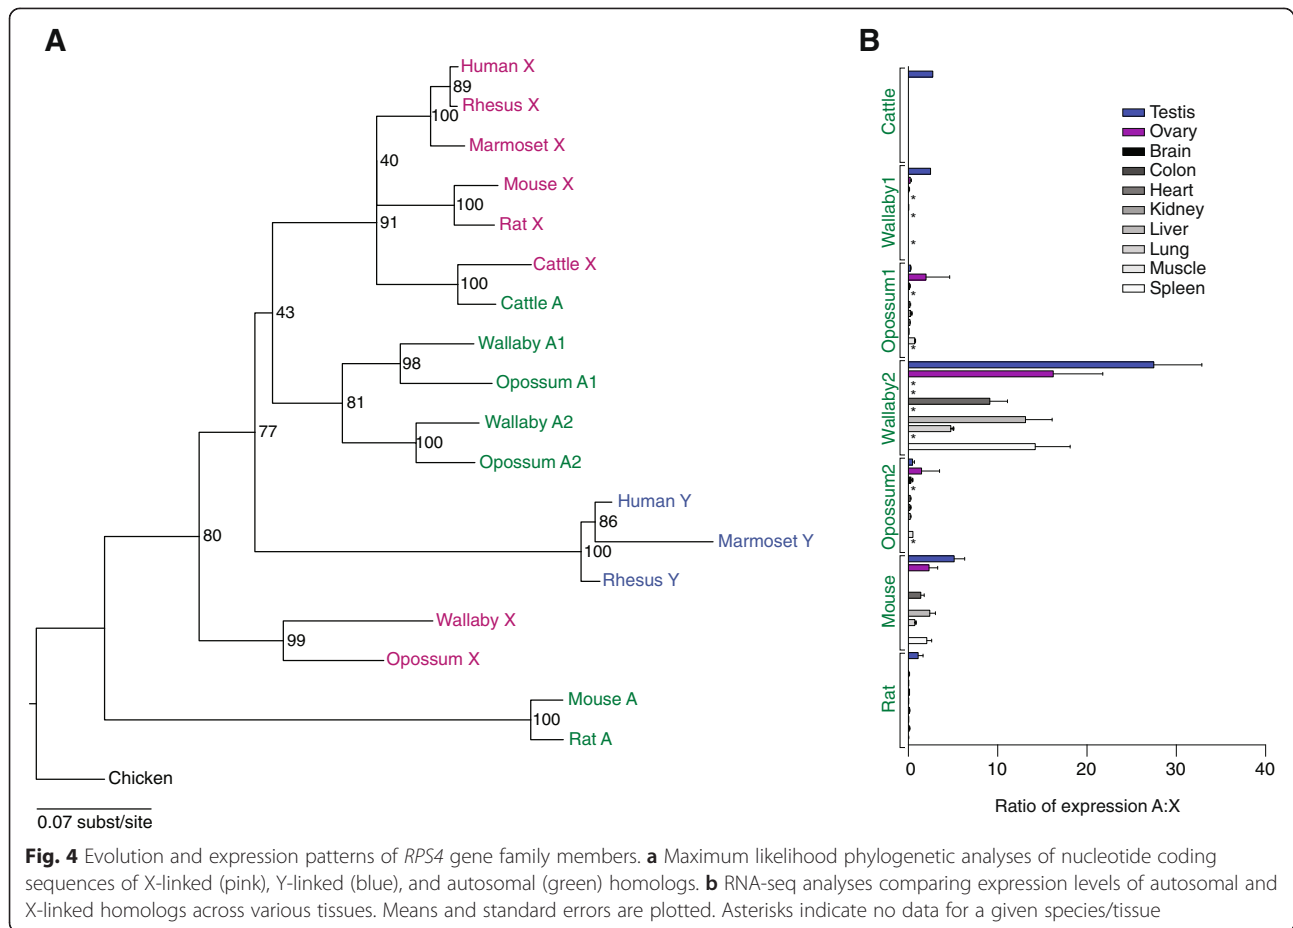 A
Human X
89
Rhesus X
100
Marmoset X
40
Mouse X
100
Rat X
91
Cattle X
100
Cattle A
43
Wallaby A1
98
Opossum A1
81
Wallaby A2
100
Opossum A2
77
Human Y
86
Marmoset Y
100
Rhesus Y
80
Wallaby X
99
Opossum X
Mouse A
100
Rat A
Chicken
0.07 subst/site
B
Cattle
Wallaby1
*
*
*
Opossum1
*
*
Wallaby2
*
*
*
*
Opossum2
*
*
Mouse
Rat
Testis
Ovary
Brain
Colon
Heart
Kidney
Liver
Lung
Muscle
Spleen
0 10 20 30 40
Ratio of expression A:X
Fig. 4 Evolution and expression patterns of RPS4 gene family members. a Maximum likelihood phylogenetic analyses of nucleotide coding
sequences of X-linked (pink), Y-linked (blue), and autosomal (green) homologs. b RNA-seq analyses comparing expression levels of autosomal and
X-linked homologs across various tissues. Means and standard errors are plotted. Asterisks indicate no data for a given species/tissue